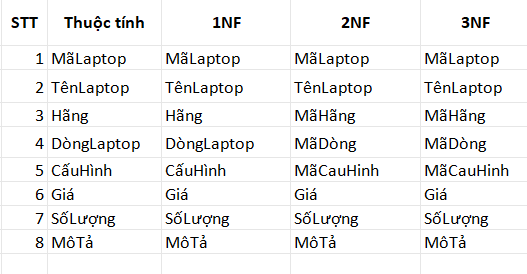 STT Thuộc tính 1NF 2NF 3NF
1 MãLaptop MãLaptop MãLaptop MãLaptop
2 TênLaptop TênLaptop TênLaptop TênLaptop
3 Hãng Hãng MãHãng MãHãng
4 DòngLaptop DòngLaptop MãDòng MãDòng
5 CấuHình CấuHình MãCauHinh MãCauHinh
6 Giá Giá Giá Giá
7 SốLượng SốLượng SốLượng SốLượng
8 MôTả MôTả MôTả MôTả